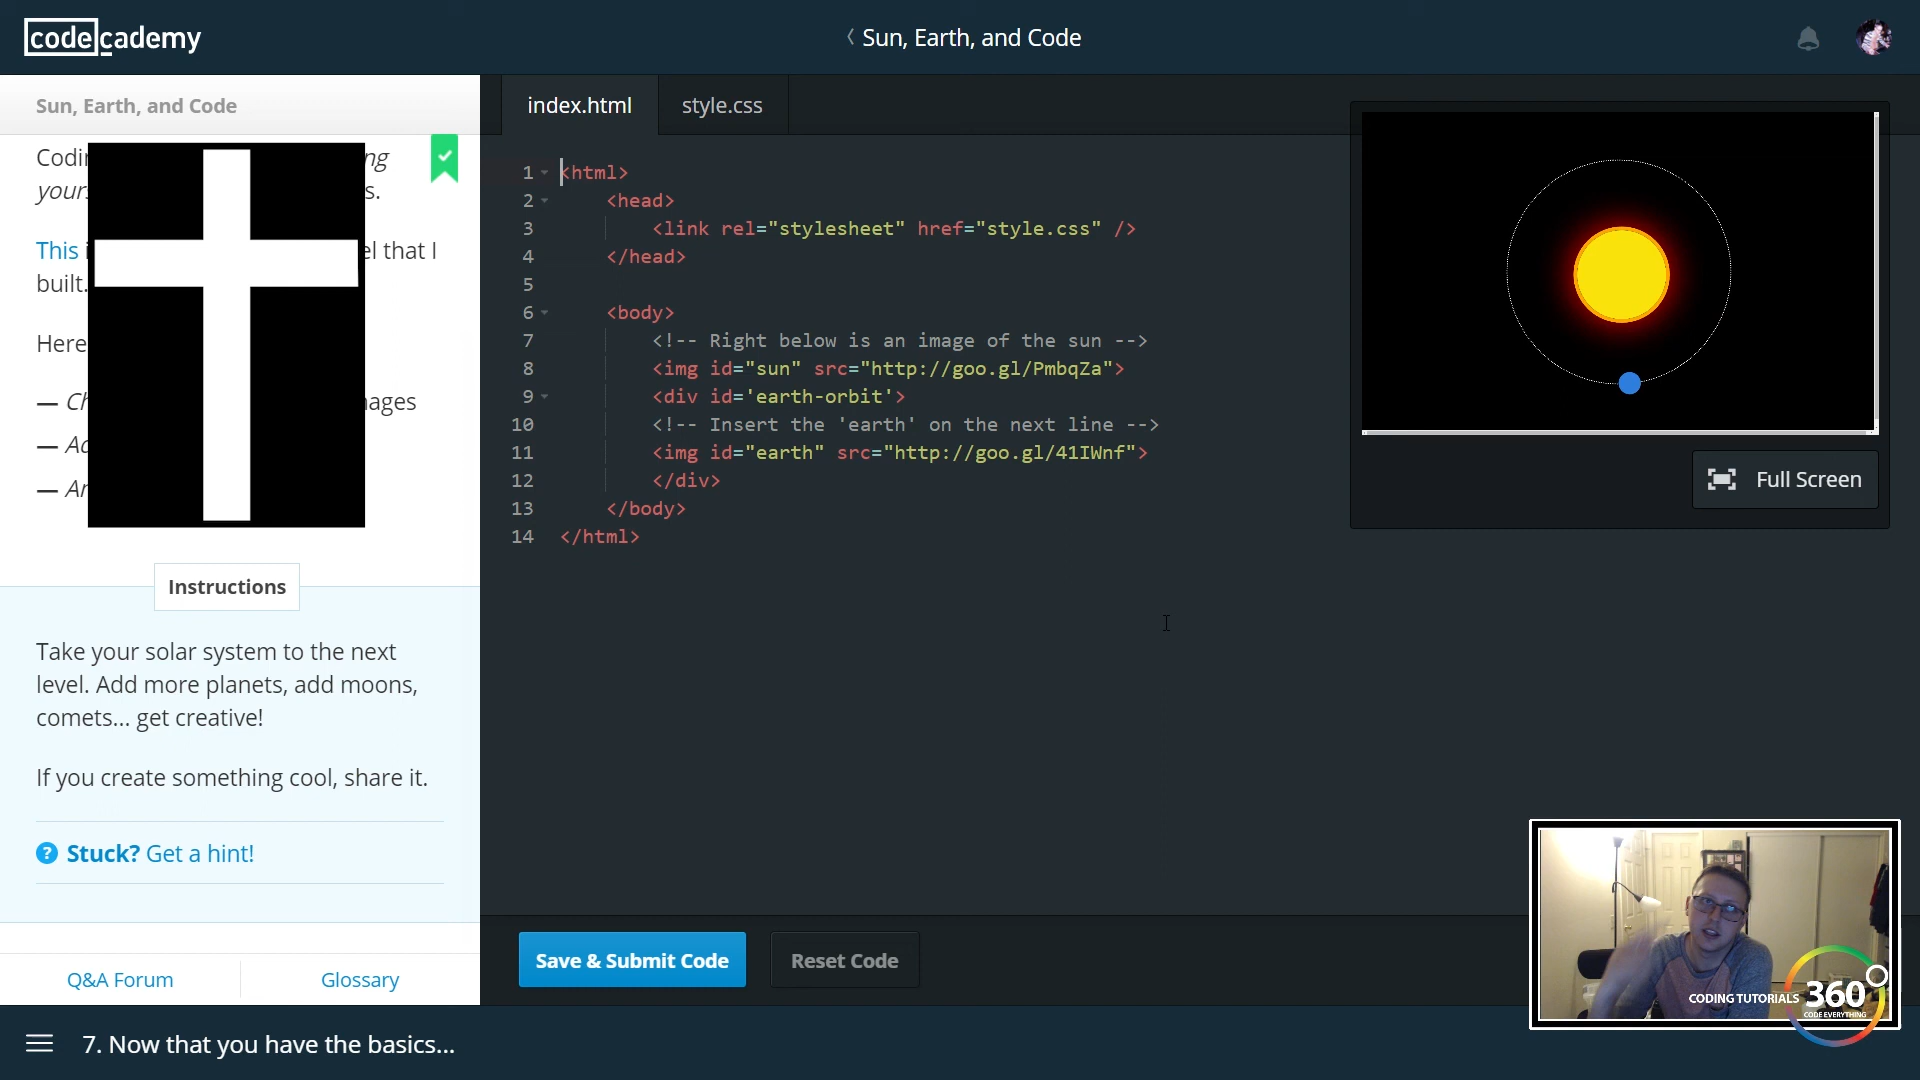 codecademy
Sun, Earth, and Code
Sun, Earth, and Code
index.html
style.css
s.
This
el that I
built.
Here
Instructions
Take your solar system to the next
level. Add more planets, add moons,
comets... get creative!
If you create something cool, share it.
? Stuck? Get a hint!
Q&A Forum
Glossary
1 <html>
2 <head>
3 <link rel="stylesheet" href="style.css" />
4 </head>
5
6 <body>
7 <!-- Right below is an image of the sun -->
8 <img id="sun" src="http://goo.gl/PmbqZa">
9 <div id='earth-orbit'>
10 <!-- Insert the 'earth' on the next line -->
11 <img id="earth" src="http://goo.gl/41IWnf">
12 </div>
13 </body>
14 </html>
Full Screen
Save & Submit Code
Reset Code
CODING TUTORIALS 360
CODE EVERYTHING
7. Now that you have the basics...